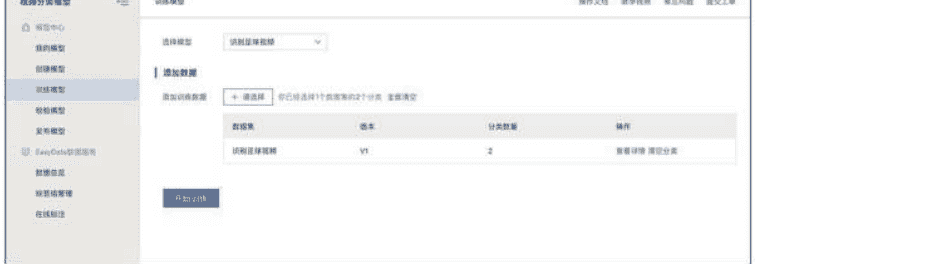 视频分类模型
训练模型
操作文档 教学视频 常见问题 提交工单
模型中心
我的模型
创建模型
训练模型
校验模型
发布模型
EasyData数据服务
数据总览
标签组管理
在线标注
选择模型 识别足球视频
添加数据
添加训练数据 + 请选择 你已经选择1个数据集的2个分类 全部清空
数据集 版本 分类数量 操作
识别足球视频 V1 2 查看详情 清空分类
开始训练